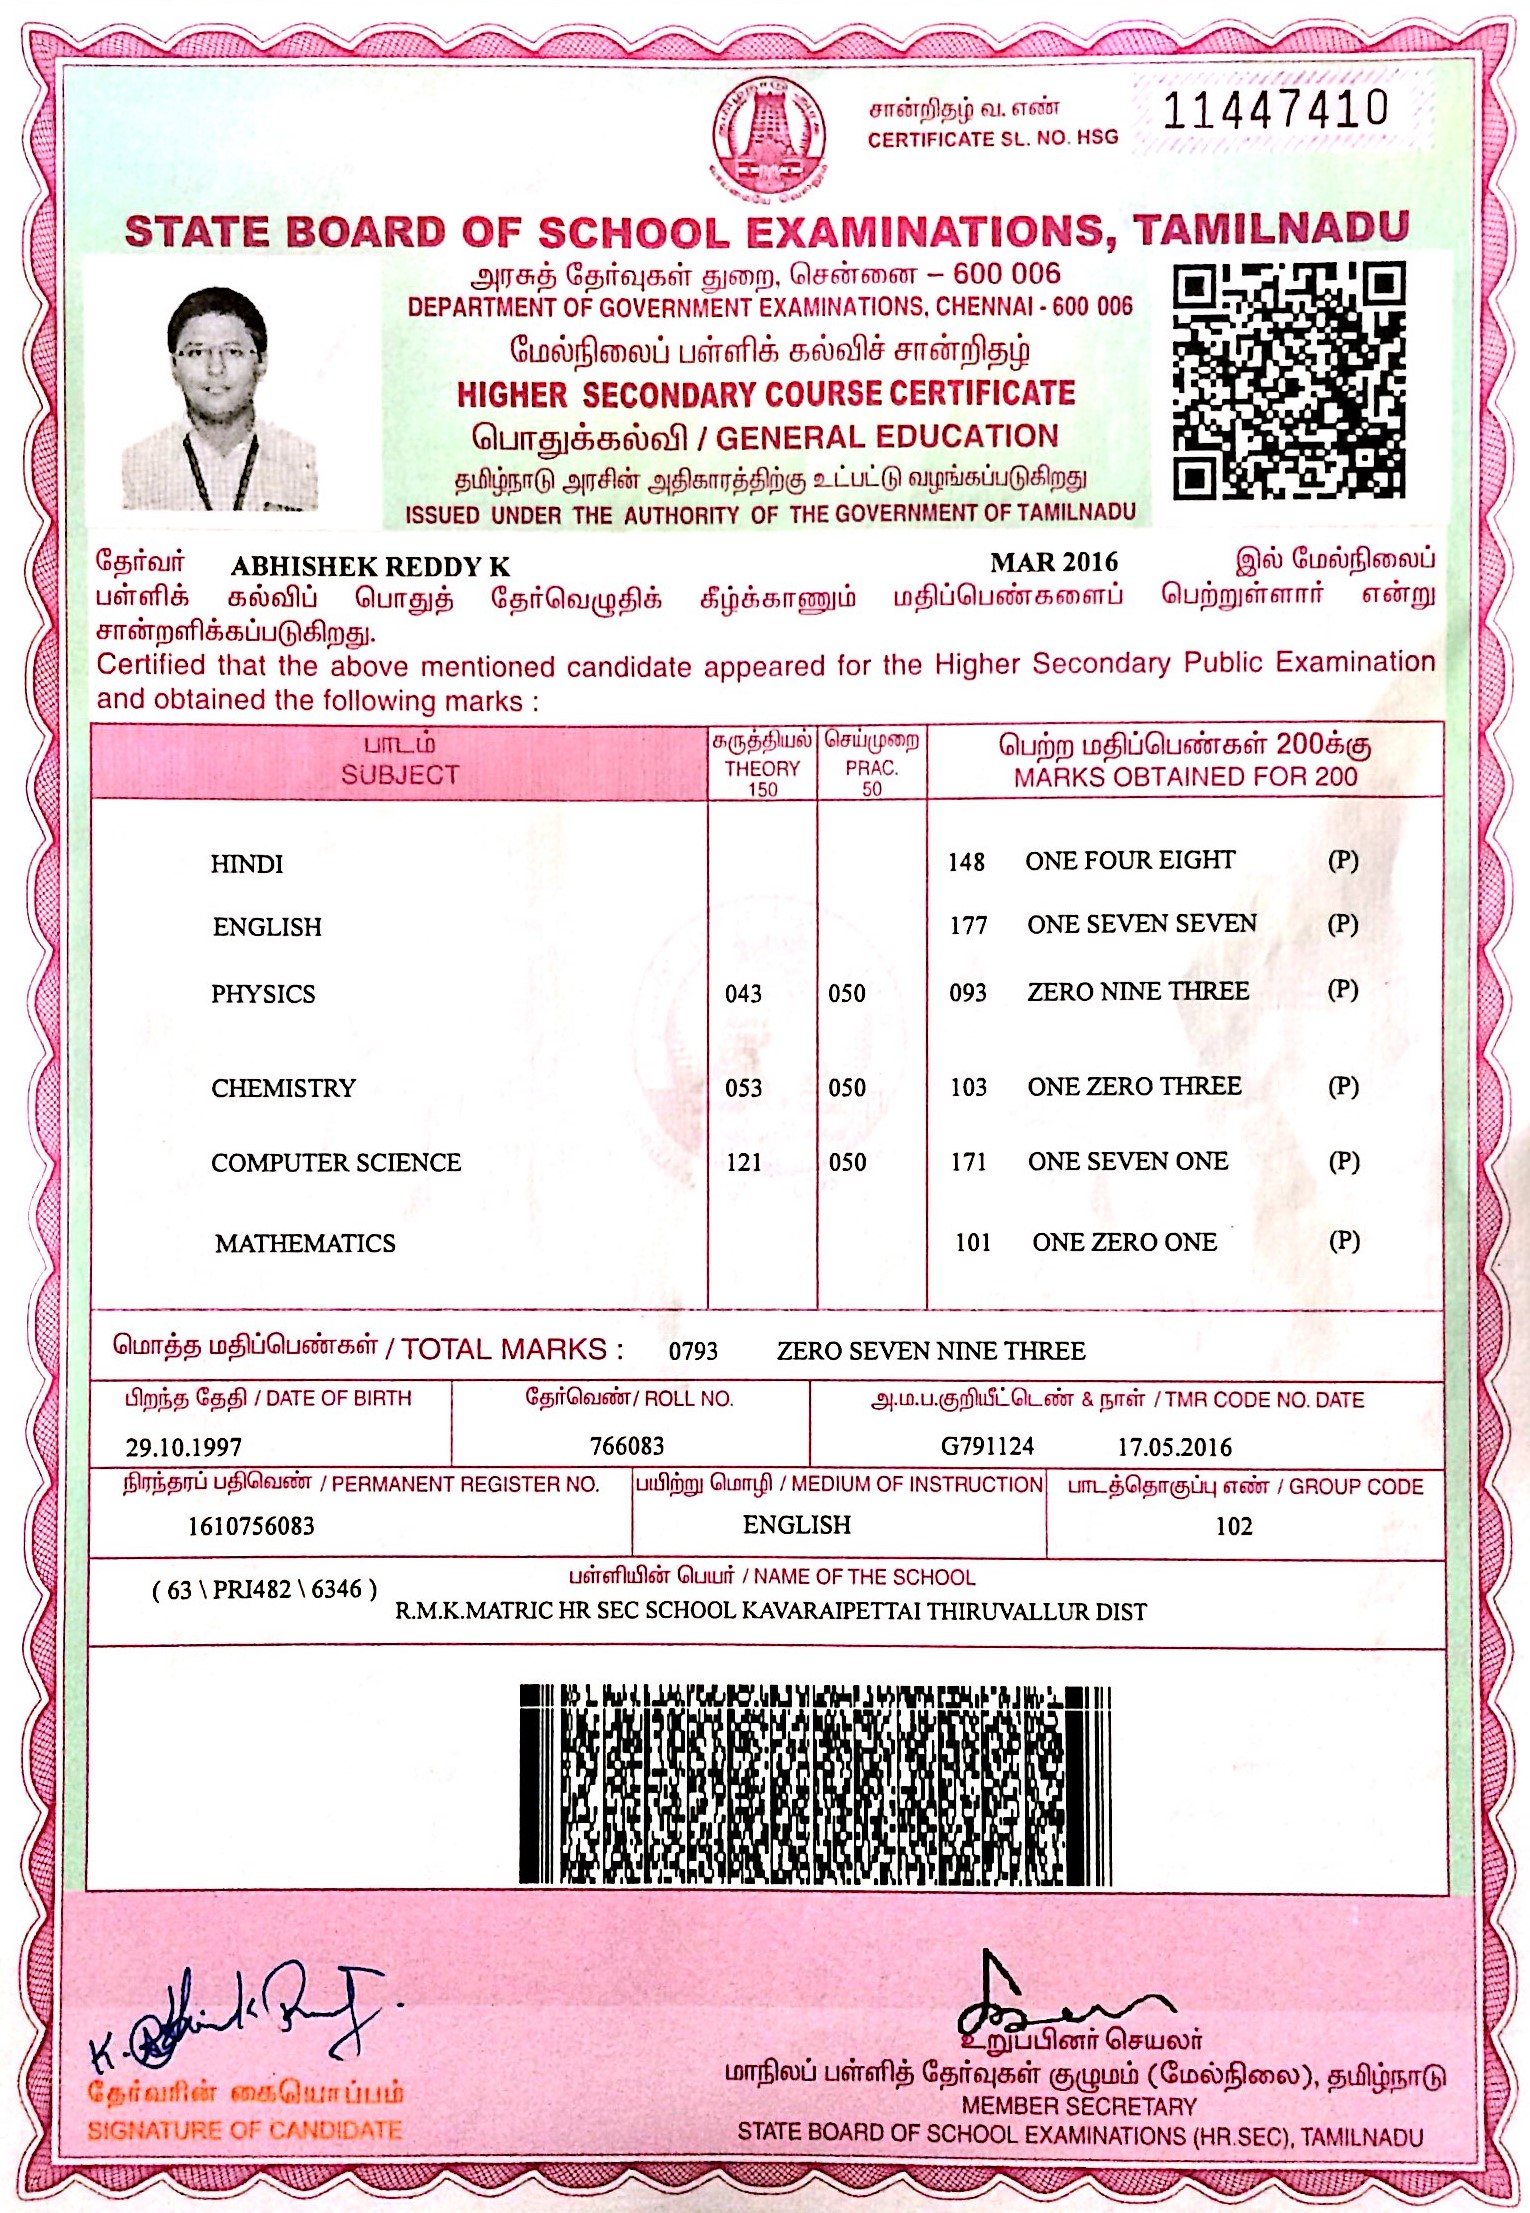 சான்றிதழ் வ. எண்
CERTIFICATE SL. NO. HSG 11447410
STATE BOARD OF SCHOOL EXAMINATIONS, TAMILNADU
அரசுத் தேர்வுகள் துறை, சென்னை – 600 006
DEPARTMENT OF GOVERNMENT EXAMINATIONS, CHENNAI - 600 006
மேல்நிலைப் பள்ளிக் கல்விச் சான்றிதழ்
HIGHER SECONDARY COURSE CERTIFICATE
பொதுக்கல்வி / GENERAL EDUCATION
தமிழ்நாடு அரசின் அதிகாரத்திற்கு உட்பட்டு வழங்கப்படுகிறது
ISSUED UNDER THE AUTHORITY OF THE GOVERNMENT OF TAMILNADU
தேர்வர் ABHISHEK REDDY K MAR 2016 இல் மேல்நிலைப்
பள்ளிக் கல்விப் பொதுத் தேர்வெழுதிக் கீழ்க்காணும் மதிப்பெண்களைப் பெற்றுள்ளார் என்று
சான்றளிக்கப்படுகிறது.
Certified that the above mentioned candidate appeared for the Higher Secondary Public Examination
and obtained the following marks :
பாடம் கருத்தியல் செய்முறை பெற்ற மதிப்பெண்கள் 200க்கு
SUBJECT THEORY PRAC. MARKS OBTAINED FOR 200
150 50
HINDI 148 ONE FOUR EIGHT (P)
ENGLISH 177 ONE SEVEN SEVEN (P)
PHYSICS 043 050 093 ZERO NINE THREE (P)
CHEMISTRY 053 050 103 ONE ZERO THREE (P)
COMPUTER SCIENCE 121 050 171 ONE SEVEN ONE (P)
MATHEMATICS 101 ONE ZERO ONE (P)
மொத்த மதிப்பெண்கள் / TOTAL MARKS : 0793 ZERO SEVEN NINE THREE
பிறந்த தேதி / DATE OF BIRTH தேர்வெண்/ ROLL NO. அ.ம.ப.குறியீட்டெண் & நாள் / TMR CODE NO. DATE
29.10.1997 766083 G791124 17.05.2016
நிரந்தரப் பதிவெண் / PERMANENT REGISTER NO. பயிற்று மொழி / MEDIUM OF INSTRUCTION பாடத்தொகுப்பு எண் / GROUP CODE
1610756083 ENGLISH 102
பள்ளியின் பெயர் / NAME OF THE SCHOOL
( 63 \ PRI482 \ 6346 ) R.M.K.MATRIC HR SEC SCHOOL KAVARAIPETTAI THIRUVALLUR DIST
உறுப்பினர் செயலர்
மாநிலப் பள்ளித் தேர்வுகள் குழுமம் (மேல்நிலை), தமிழ்நாடு
MEMBER SECRETARY
STATE BOARD OF SCHOOL EXAMINATIONS (HR.SEC), TAMILNADU
தேர்வரின் கையொப்பம்
SIGNATURE OF CANDIDATE